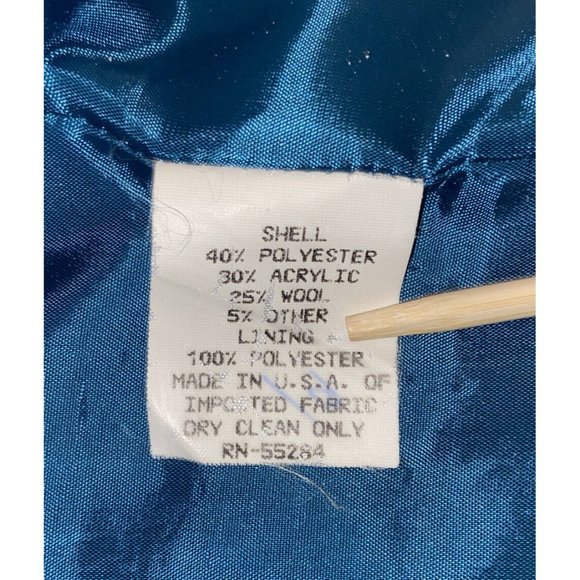 SHELL
40% POLYESTER
30% ACRYLIC
25% WOOL
5% OTHER
LINING
100% POLYESTER
MADE IN U.S.A. OF
IMPORTED FABRIC
DRY CLEAN ONLY
RN-55284